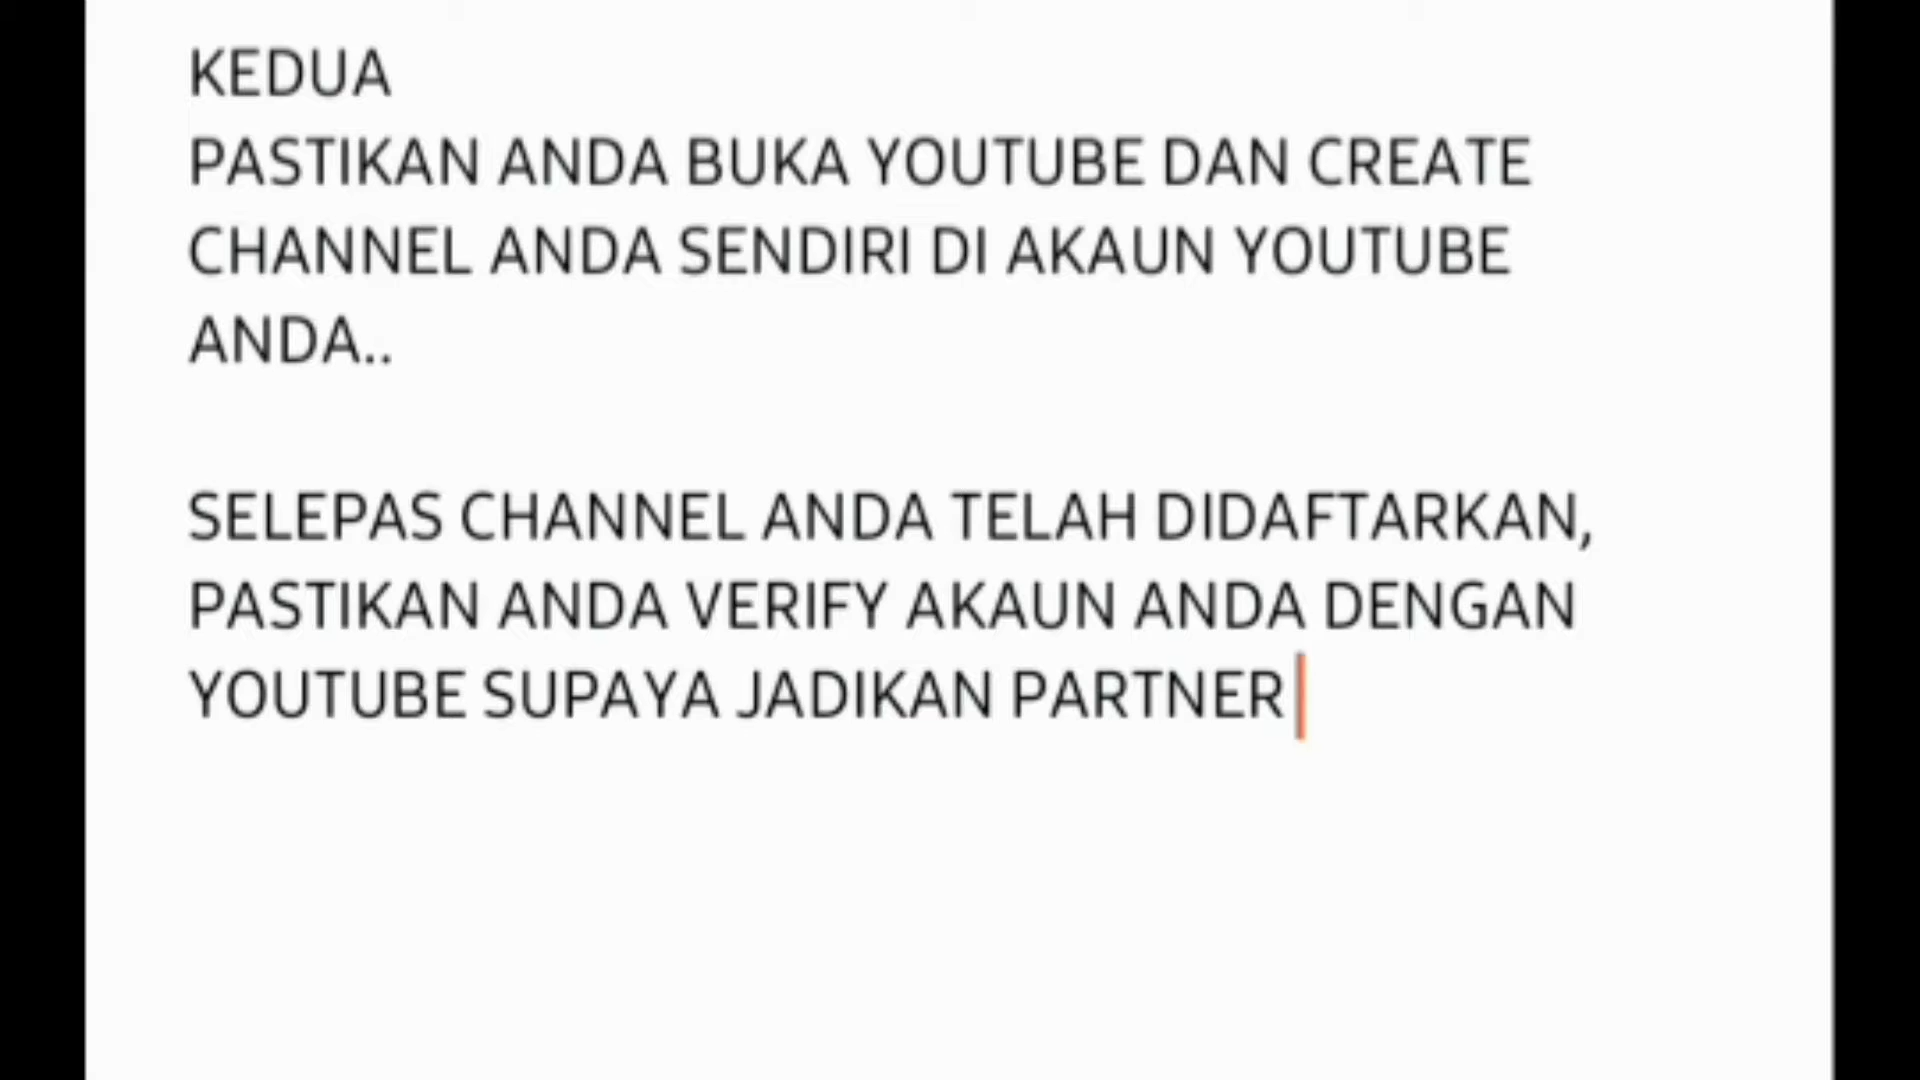 KEDUA
PASTIKAN ANDA BUKA YOUTUBE DAN CREATE
CHANNEL ANDA SENDIRI DI AKAUN YOUTUBE
ANDA..
SELEPAS CHANNEL ANDA TELAH DIDAFTARKAN,
PASTIKAN ANDA VERIFY AKAUN ANDA DENGAN
YOUTUBE SUPAYA JADIKAN PARTNER